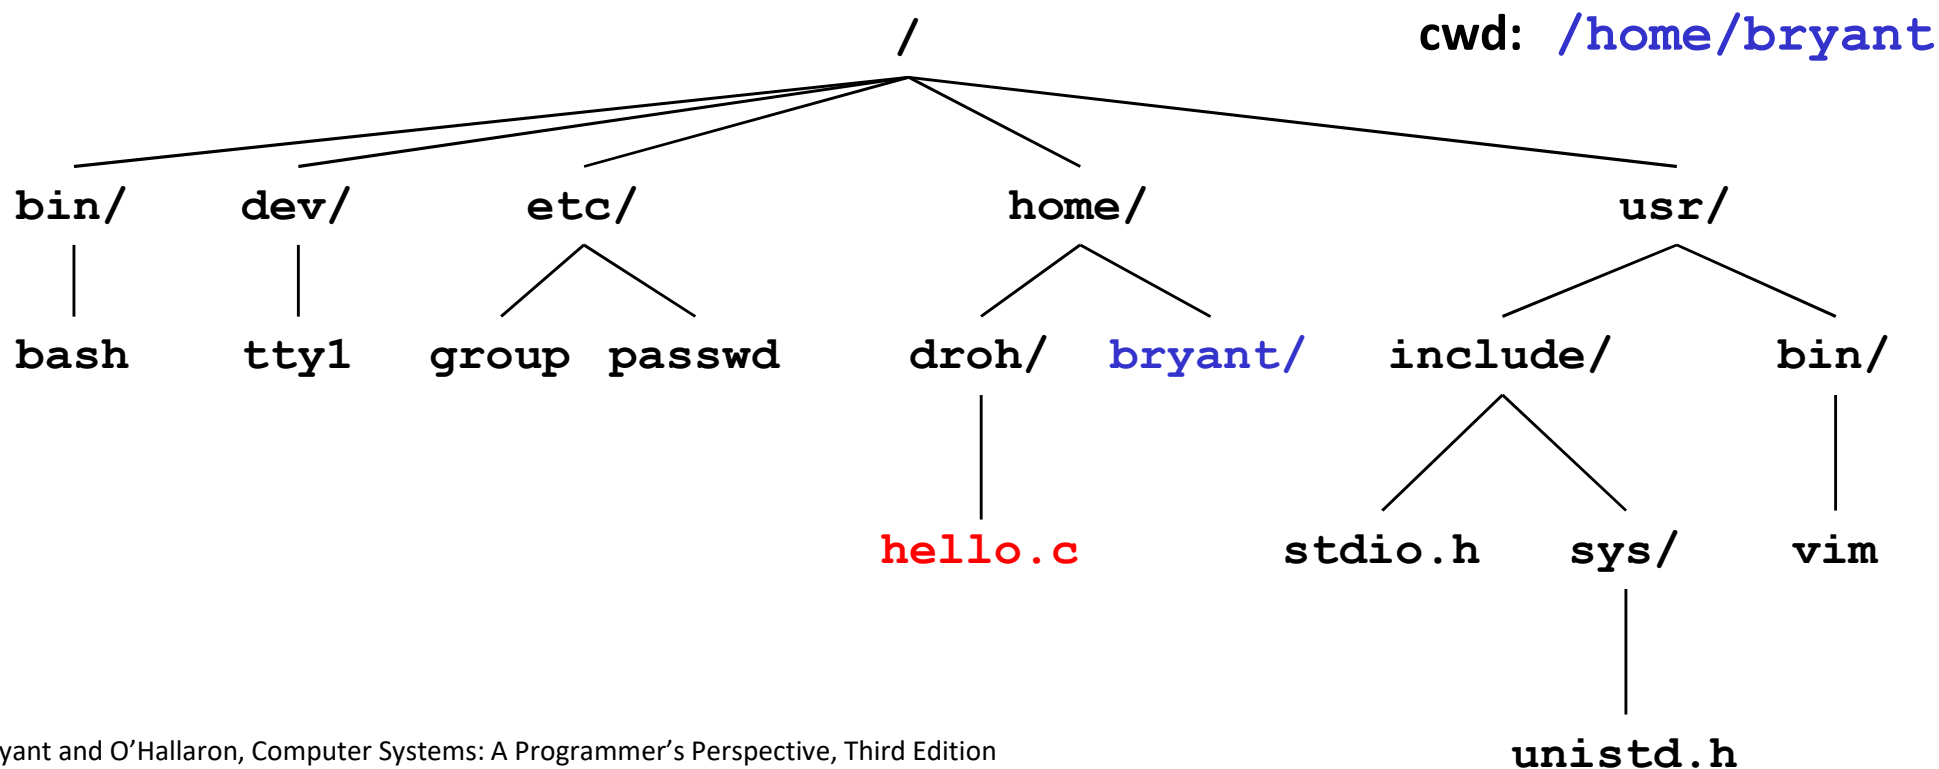 /
cwd: /home/bryant
bin/ dev/ etc/ home/ usr/
bash tty1 group passwd droh/ bryant/ include/ bin/
hello.c stdio.h sys/ vim
unistd.h
yant and O’Hallaron, Computer Systems: A Programmer’s Perspective, Third Edition